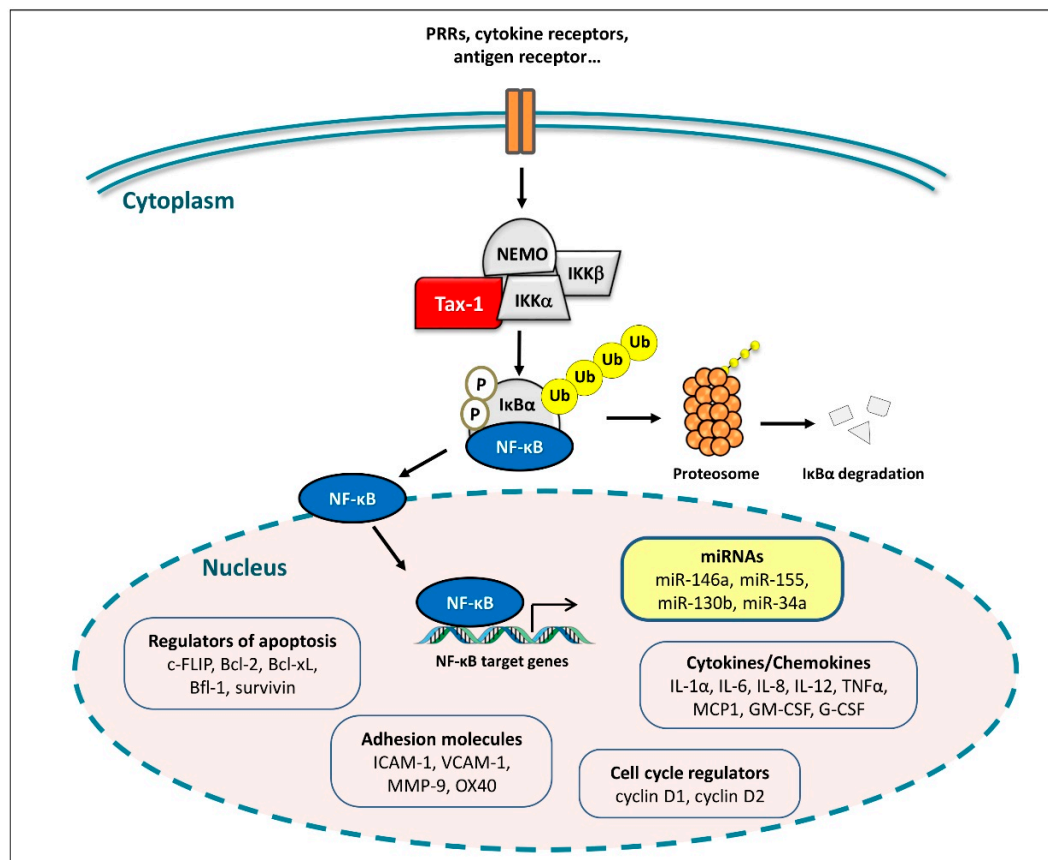 PRRs, cytokine receptors,
antigen receptor...
Cytoplasm
NEMO
IKKβ
Tax-1
IKKα
Ub
Ub
Ub
Ub
P
P
IκBα
NF-κB
Proteosome
IκBα degradation
NF-κB
Nucleus
miRNAs
miR-146a, miR-155,
miR-130b, miR-34a
NF-κB
NF-κB target genes
Regulators of apoptosis
c-FLIP, Bcl-2, Bcl-xL,
Bfl-1, survivin
Cytokines/Chemokines
IL-1α, IL-6, IL-8, IL-12, TNFα,
MCP1, GM-CSF, G-CSF
Adhesion molecules
ICAM-1, VCAM-1,
MMP-9, OX40
Cell cycle regulators
cyclin D1, cyclin D2